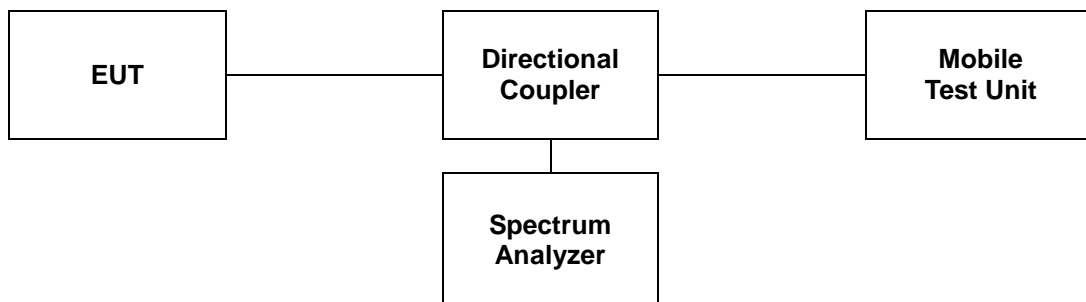 EUT
Directional
Coupler
Mobile
Test Unit
Spectrum
Analyzer